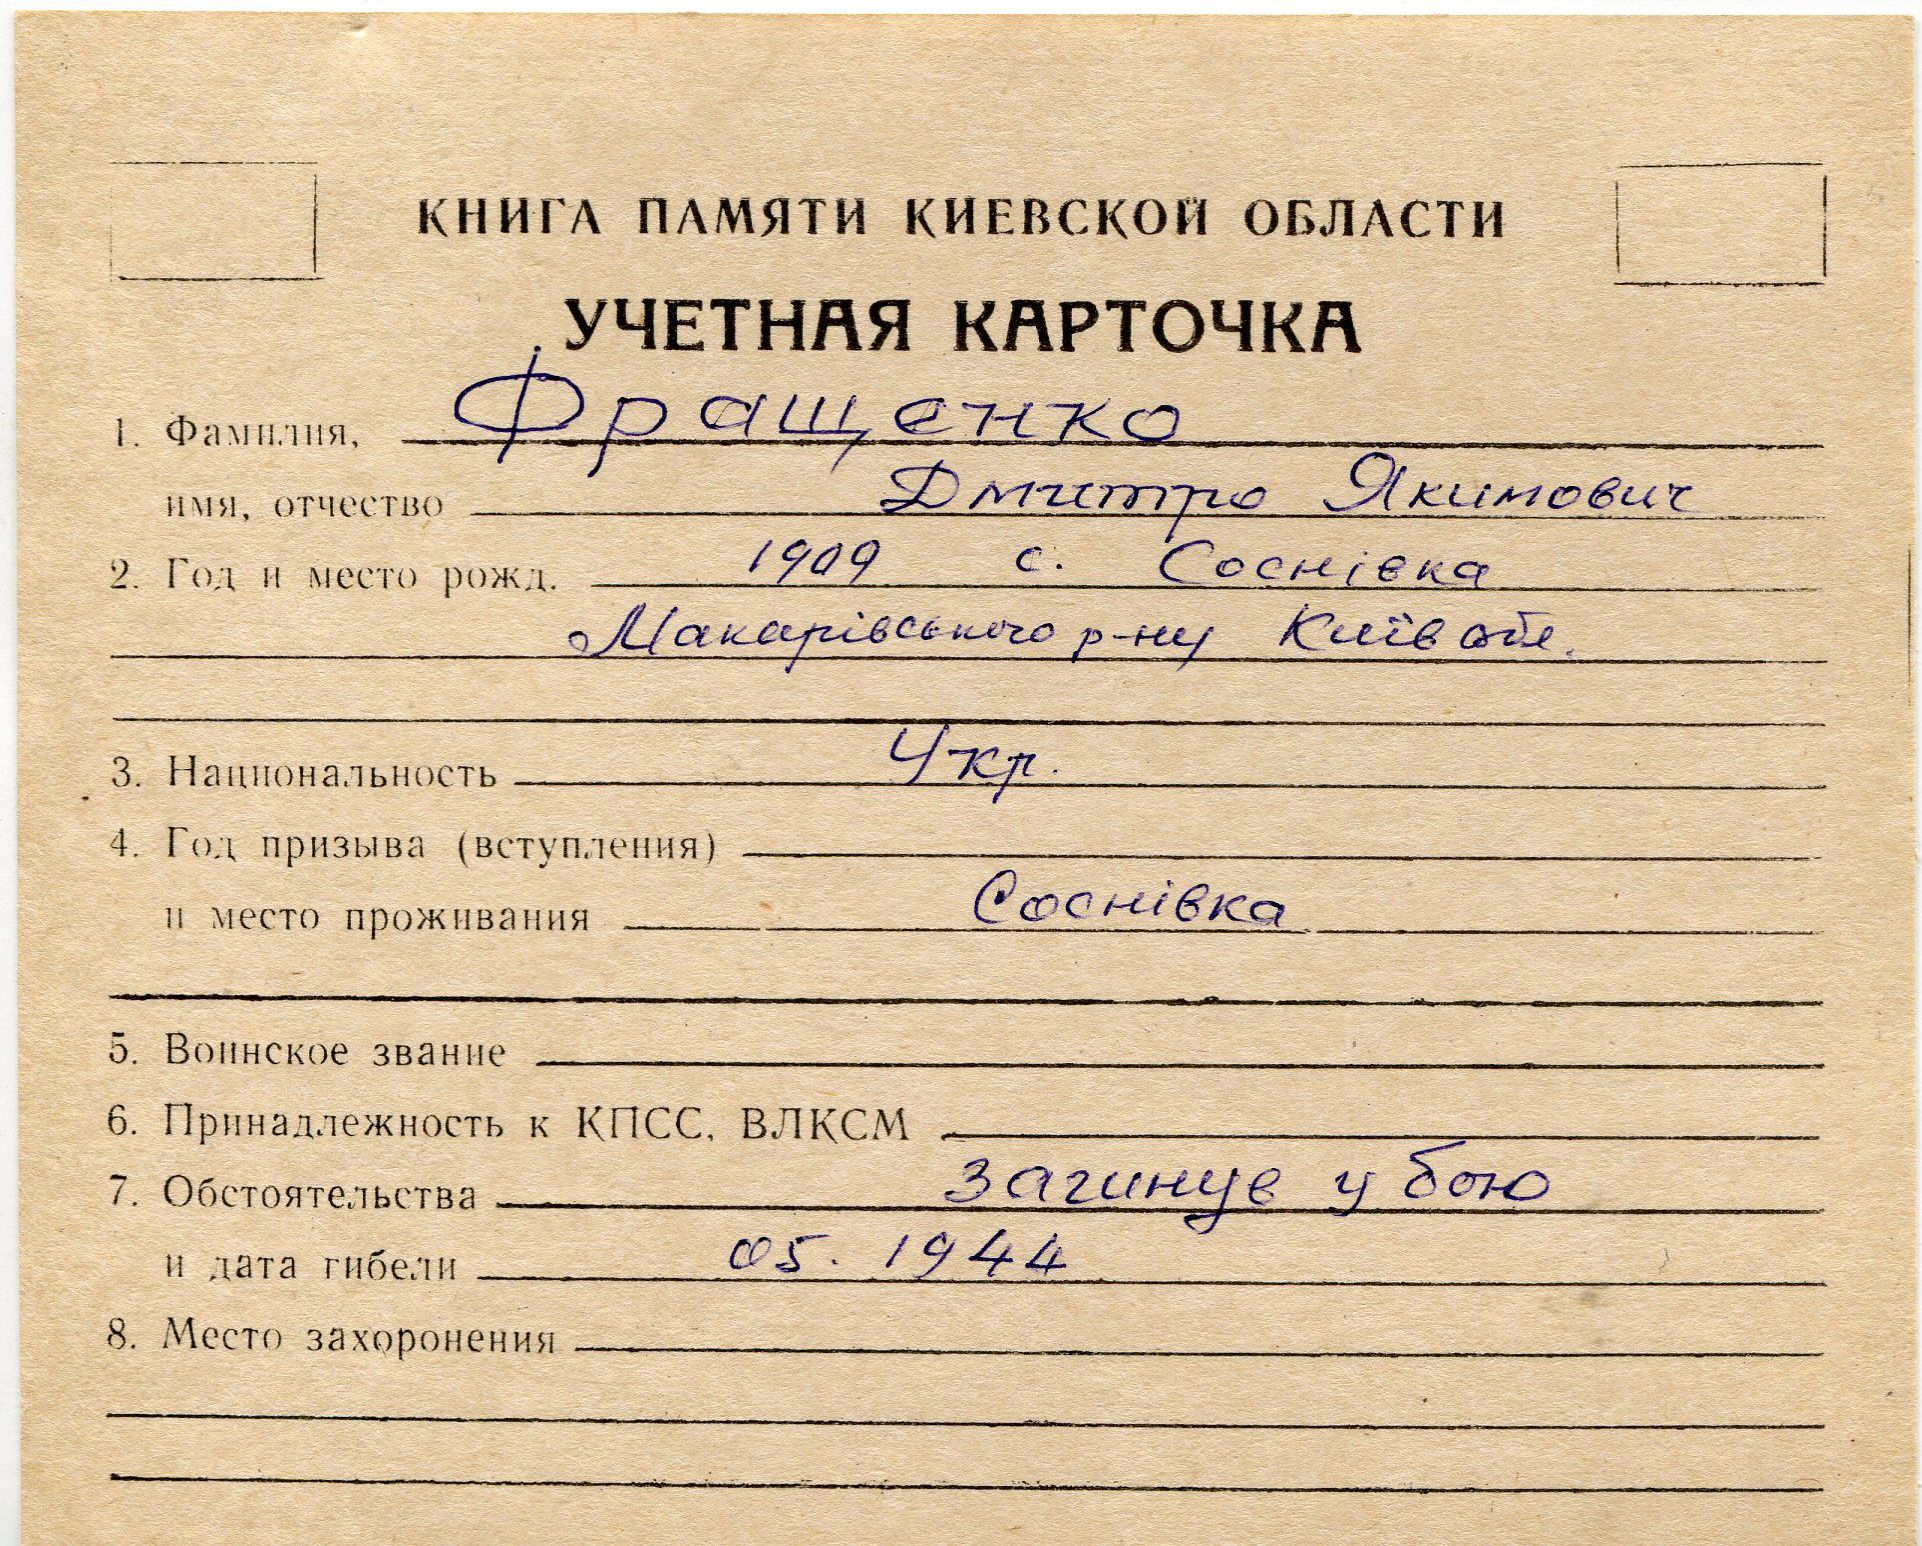 КНИГА ПАМЯТИ КИЕВСКОЙ ОБЛАСТИ
УЧЕТНАЯ КАРТОЧКА
1. Фамилия, Фращенко
имя, отчество Дмитро Якимович
2. Год и место рожд. 1909 с. Соснівка
Макарівського р-ну Київ обл.
3. Национальность Укр.
4. Год призыва (вступления)
и место проживания Соснівка
5. Воинское звание
6. Принадлежность к КПСС, ВЛКСМ
7. Обстоятельства загинув у бою
и дата гибели 05. 1944
8. Место захоронения